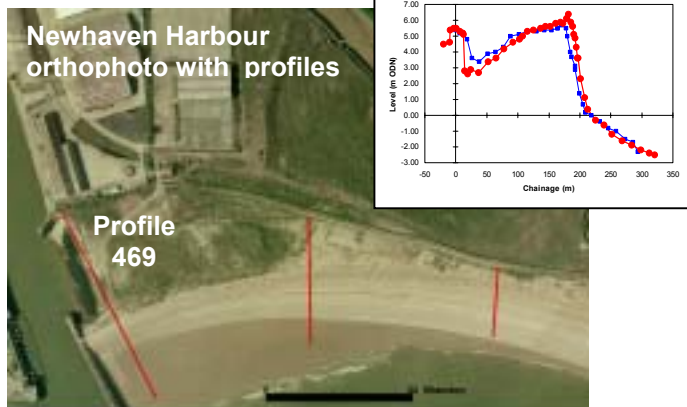 Newhaven Harbour
orthophoto with profiles
Profile
469
7.00
6.00
5.00
4.00
3.00
2.00
1.00
0.00
-1.00
-2.00
-3.00
Level (m ODN)
-50 0 50 100 150 200 250 300 350
Chainage (m)